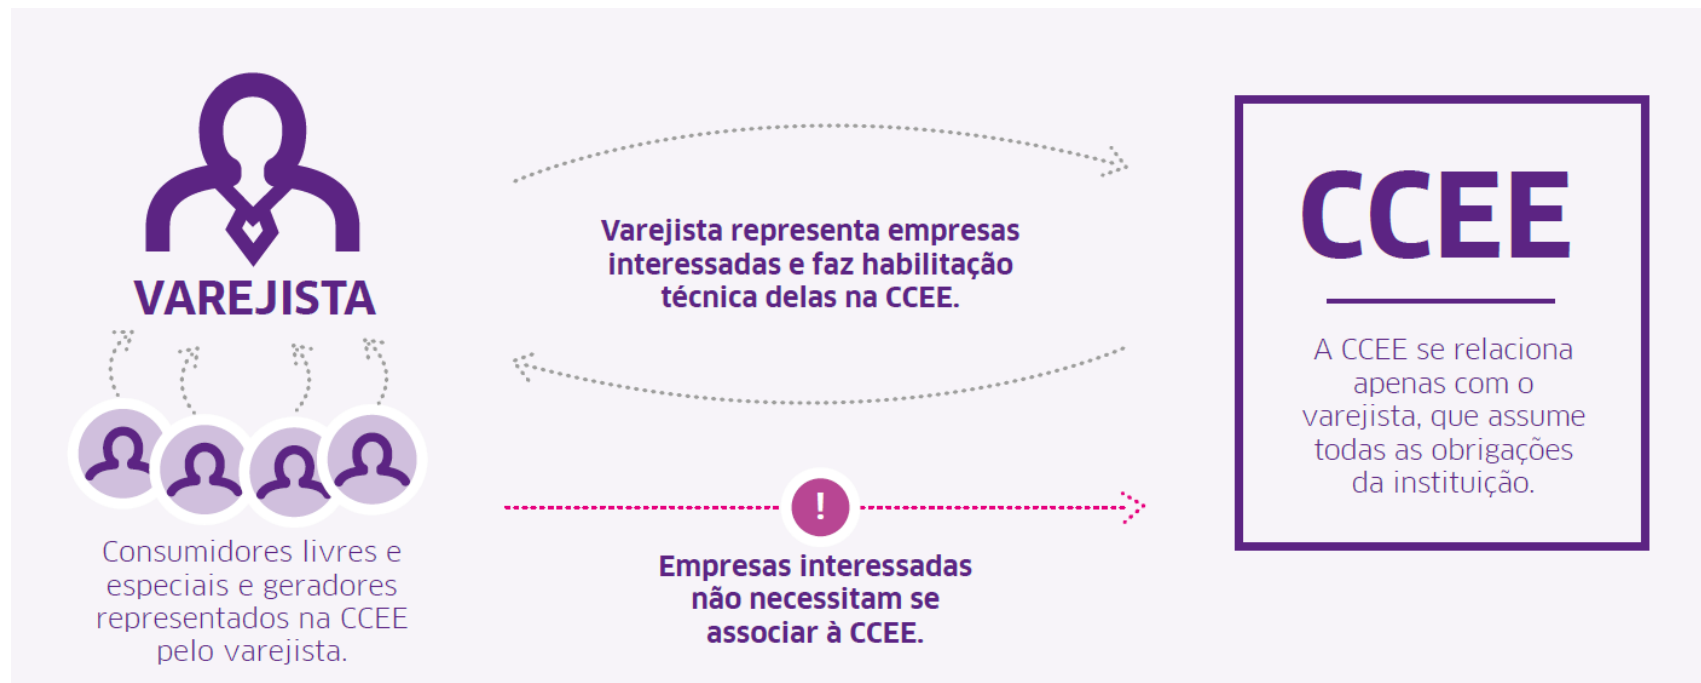 VAREJISTA
Consumidores livres e
especiais e geradores
representados na CCEE
pelo varejista.
Varejista representa empresas
interessadas e faz habilitação
técnica delas na CCEE.
!
Empresas interessadas
não necessitam se
associar à CCEE.
CCEE
A CCEE se relaciona
apenas com o
varejista, que assume
todas as obrigações
da instituição.